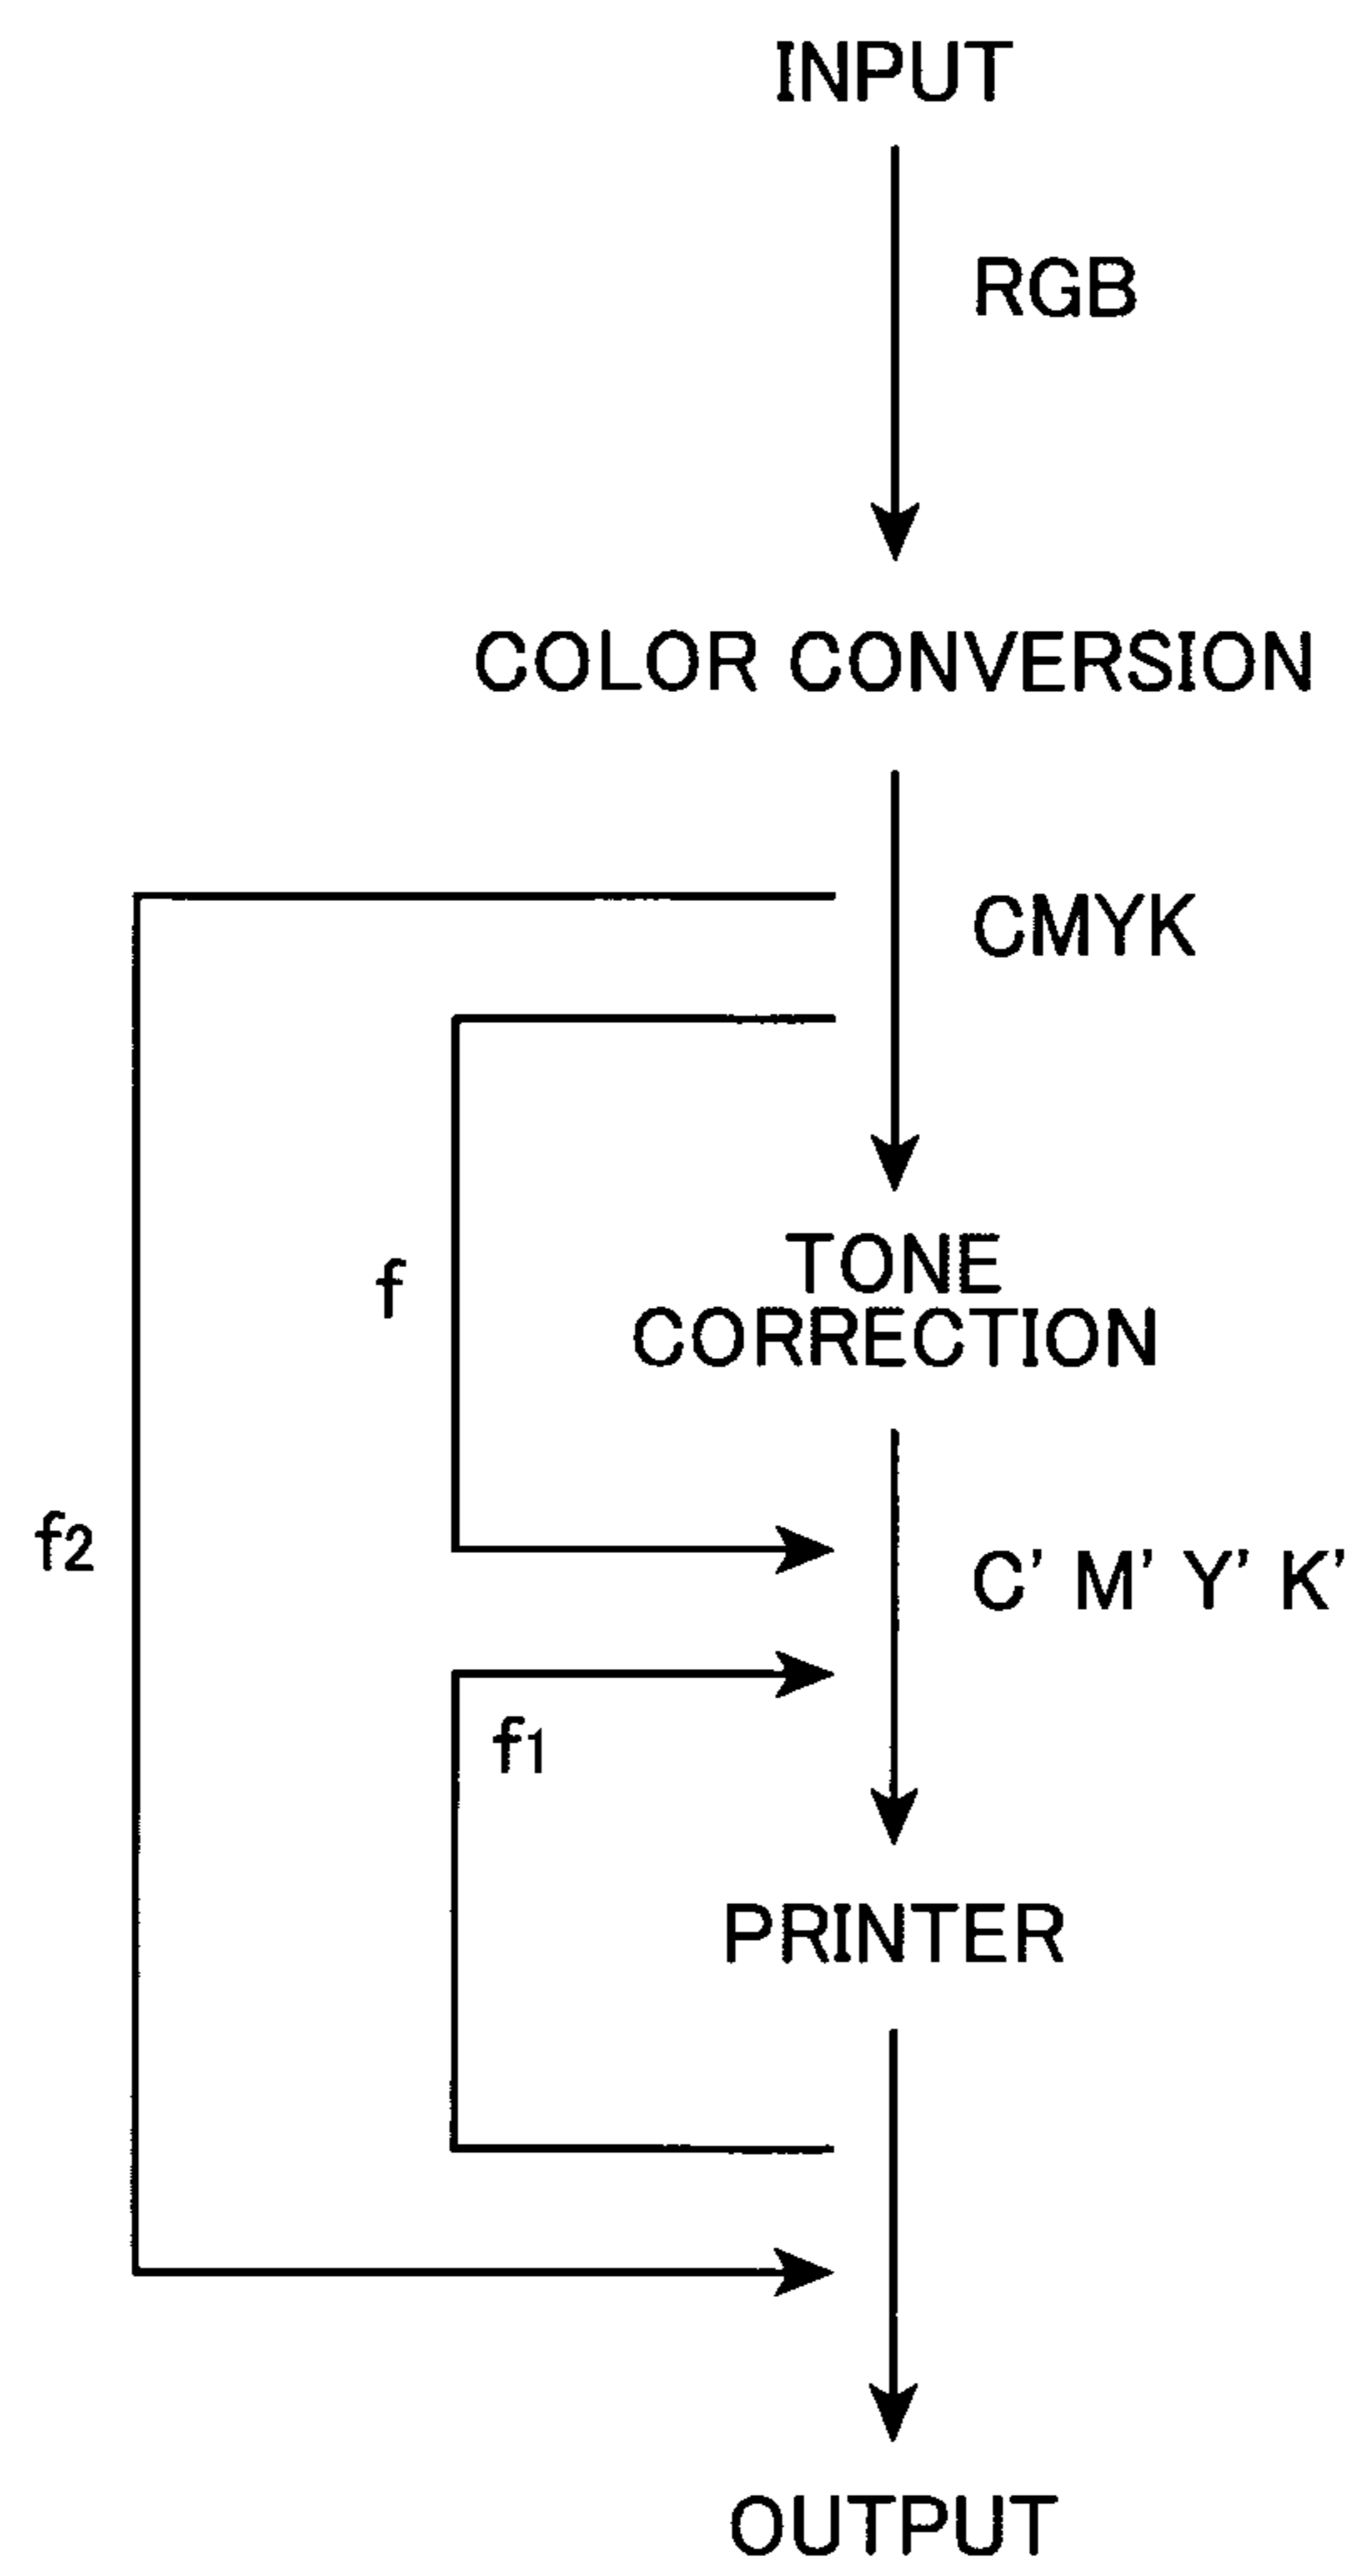 INPUT
RGB
COLOR CONVERSION
CMYK
f
TONE
CORRECTION
f2
C' M' Y' K'
f1
PRINTER
OUTPUT